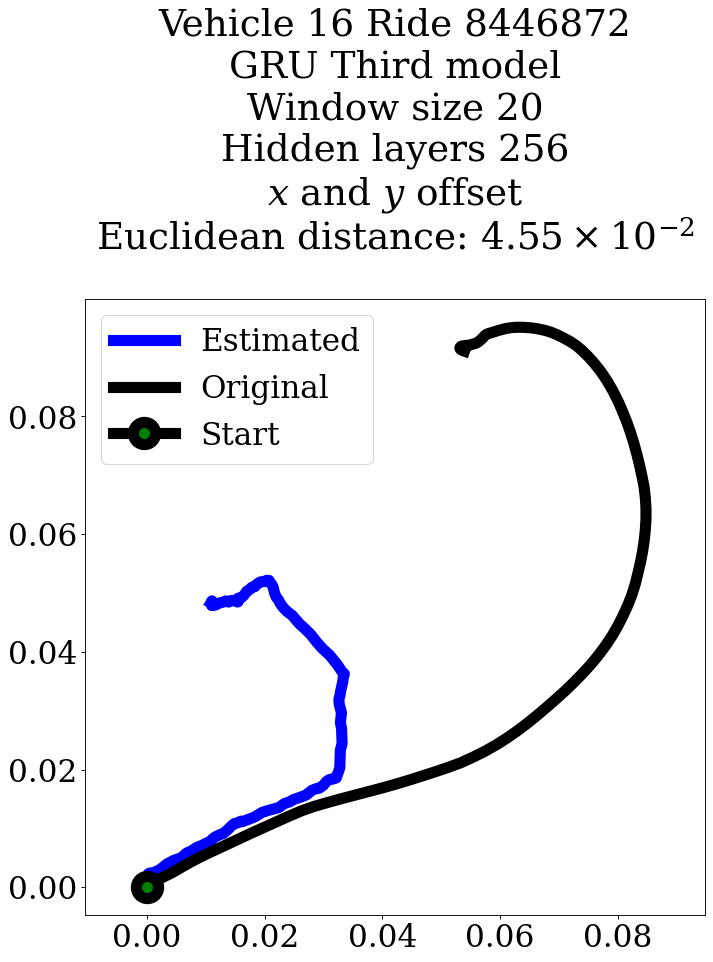 Vehicle 16 Ride 8446872
GRU Third model
Window size 20
Hidden layers 256
x and y offset
Euclidean distance: 4.55 × 10⁻²
Estimated
Original
Start
0.08
0.06
0.04
0.02
0.00
0.00 0.02 0.04 0.06 0.08